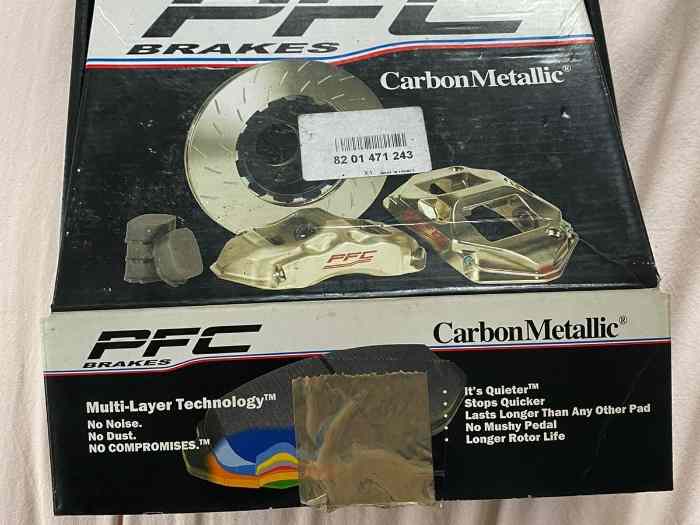 PFC
BRAKES
CarbonMetallic®
82 01 471 243
PFC
PFC
BRAKES
CarbonMetallic®
Multi-Layer Technology™
No Noise.
No Dust.
NO COMPROMISES.™
It's Quieter™
Stops Quicker
Lasts Longer Than Any Other Pad
No Mushy Pedal
Longer Rotor Life